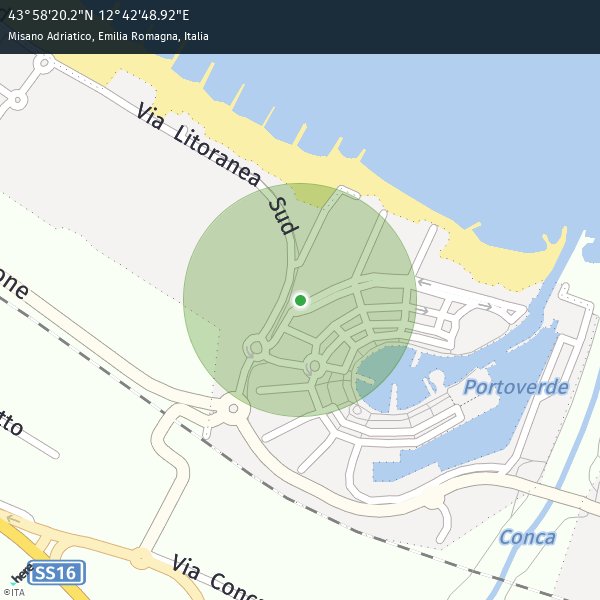 43°58'20.2"N 12°42'48.92"E
Misano Adriatico, Emilia Romagna, Italia
Via Litoranea Sud
one
Portoverde
tto
Conca
Via Conc
SS16
here
©ITA